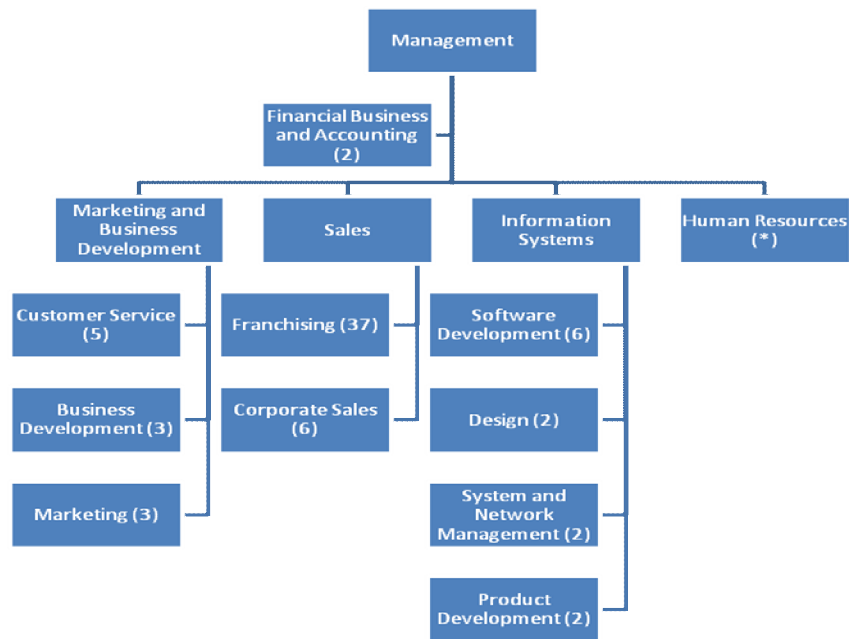 Management
Financial Business
and Accounting
(2)
Marketing and
Business
Development
Sales
Information
Systems
Human Resources
(*)
Customer Service
(5)
Business
Development (3)
Marketing (3)
Franchising (37)
Corporate Sales
(6)
Software
Development (6)
Design (2)
System and
Network
Management (2)
Product
Development (2)